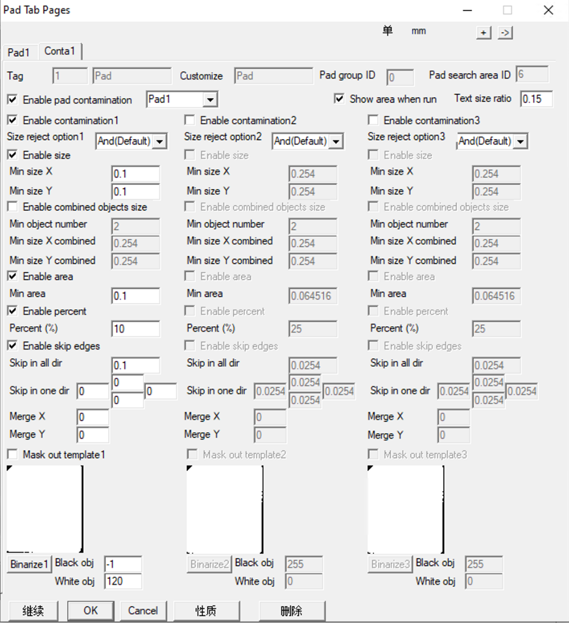 Pad Tab Pages
单 mm + ->
Pad1 Conta1
Tag 1 Pad Customize Pad Pad group ID 0 Pad search area ID 6
Enable pad contamination Pad1 Show area when run Text size ratio 0.15
Enable contamination1 Enable contamination2 Enable contamination3
Size reject option1 And(Default) Size reject option2 And(Default) Size reject option3 And(Default)
Enable size Enable size Enable size
Min size X 0.1 Min size X 0.254 Min size X 0.254
Min size Y 0.1 Min size Y 0.254 Min size Y 0.254
Enable combined objects size Enable combined objects size Enable combined objects size
Min object number 2 Min object number 2 Min object number 2
Min size X combined 0.254 Min size X combined 0.254 Min size X combined 0.254
Min size Y combined 0.254 Min size Y combined 0.254 Min size Y combined 0.254
Enable area Enable area Enable area
Min area 0.1 Min area 0.064516 Min area 0.064516
Enable percent Enable percent Enable percent
Percent (%) 10 Percent (%) 25 Percent (%) 25
Enable skip edges Enable skip edges Enable skip edges
Skip in all dir 0.1 Skip in all dir 0.0254 Skip in all dir 0.0254
0 0.0254 0.0254
Skip in one dir 0 0 Skip in one dir 0.0254 0.0254 Skip in one dir 0.0254 0.0254
0 0.0254 0.0254
Merge X 0 Merge X 0 Merge X 0
Merge Y 0 Merge Y 0 Merge Y 0
Mask out template1 Mask out template2 Mask out template3
Binarize1 Black obj -1 Binarize2 Black obj 255 Binarize3 Black obj 255
White obj 120 White obj 0 White obj 0
继续 OK Cancel 性质 删除